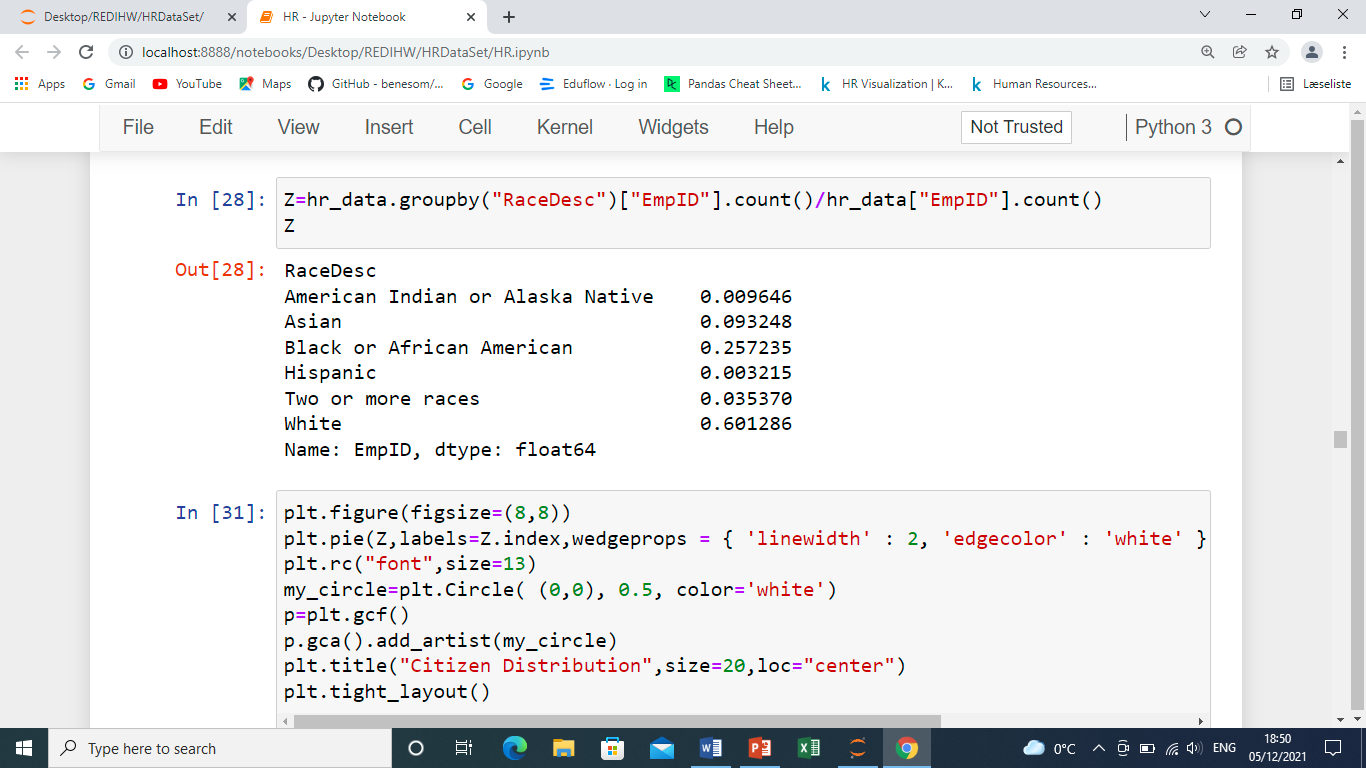 Desktop/REDIHW/HRDataSet/
HR - Jupyter Notebook
localhost:8888/notebooks/Desktop/REDIHW/HRDataSet/HR.ipynb
Apps Gmail YouTube Maps GitHub - benesom/... Google Eduflow · Log in Pandas Cheat Sheet... HR Visualization | K... Human Resources... Læseliste
File Edit View Insert Cell Kernel Widgets Help Not Trusted Python 3
In [28]: Z=hr_data.groupby("RaceDesc")["EmpID"].count()/hr_data["EmpID"].count()
Z
Out[28]: RaceDesc
American Indian or Alaska Native 0.009646
Asian 0.093248
Black or African American 0.257235
Hispanic 0.003215
Two or more races 0.035370
White 0.601286
Name: EmpID, dtype: float64
In [31]: plt.figure(figsize=(8,8))
plt.pie(Z,labels=Z.index,wedgeprops = { 'linewidth' : 2, 'edgecolor' : 'white' }
plt.rc("font",size=13)
my_circle=plt.Circle( (0,0), 0.5, color='white')
p=plt.gcf()
p.gca().add_artist(my_circle)
plt.title("Citizen Distribution",size=20,loc="center")
plt.tight_layout()
Type here to search
0°C ENG 18:50
05/12/2021